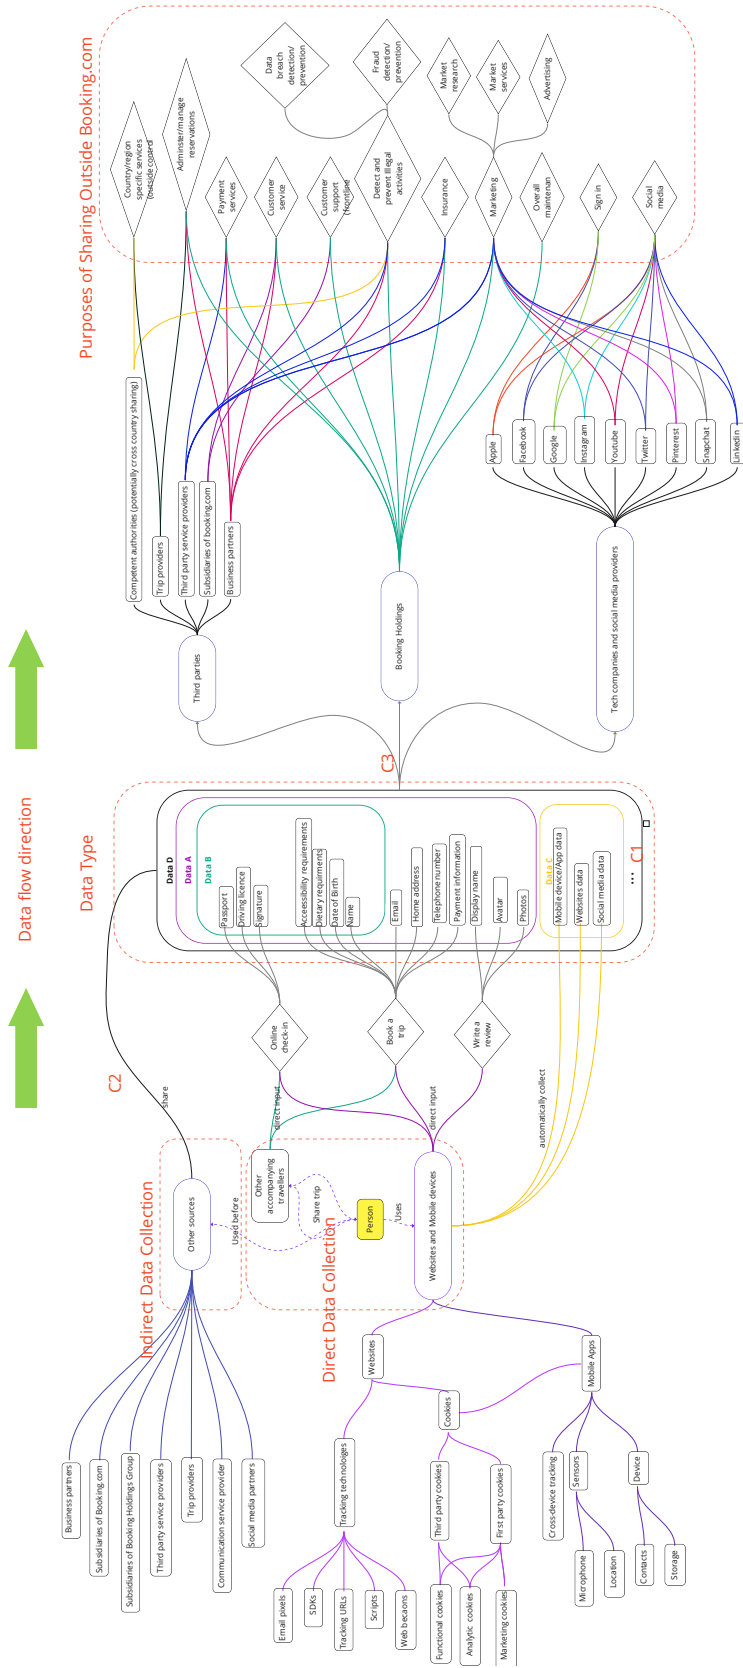 Purposes of Sharing Outside Booking.com
Country/region
specific services
(outside control
Administer/manage
reservations
Payment
services
Customer
service
Customer
support
(frontline
Data
breach
detection/
prevention
Fraud
detection/
prevention
Detect and
prevent illegal
activities
Insurance
Market
research
Market
services
Advertising
Marketing
Overall
maintenan
Sign in
Social
media
Competent authorities (potentially cross country sharing)
Trip providers
Third party service providers
Subsidiaries of booking.com
Business partners
Apple
Facebook
Google
Instagram
Youtube
Twitter
Pinterest
Snapchat
Linkedin
Third parties
Booking Holdings
Tech companies and social media providers
C3
Data flow direction
Data Type
Data D
Data A
Data B
Passport
Driving licence
Signature
Accessibility requirements
Dietary requirments
Date of Birth
Name
Email
Home address
Telephone number
Payment information
Display name
Avatar
Photos
Data C
Mobile device/App data
Websites data
Social media data
...
C1
C2
share
Online
check-in
Book a
trip
Write a
review
direct input
direct input
automatically collect
Indirect Data Collection
Other sources
Used before
Direct Data Collection
Other
accompanying
travellers
Share trip
Person
Uses
Websites and Mobile devices
Business partners
Subsidiaries of Booking.com
Subsidiaries of Booking Holdings Group
Third party service providers
Trip providers
Communication service provider
Social media partners
Websites
Mobile Apps
Cookies
Tracking technoloiges
Third party cookies
First party cookies
Cross-device tracking
Sensors
Device
Email pixels
SDKs
Tracking URLs
Scripts
Web becaons
Functional cookies
Analytic cookies
Marketing cookies
Microphone
Location
Contacts
Storage